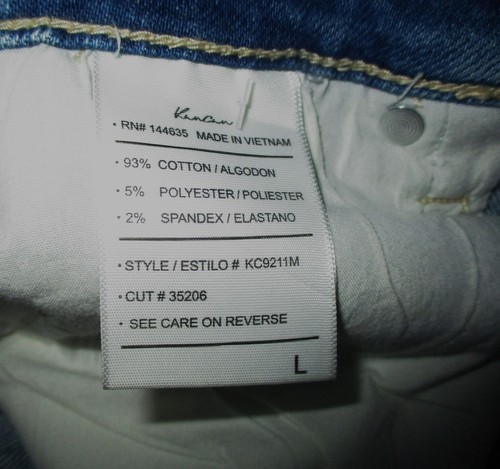 KanCan
• RN# 144635 MADE IN VIETNAM
• 93% COTTON / ALGODON
• 5% POLYESTER / POLIESTER
• 2% SPANDEX / ELASTANO
• STYLE / ESTILO # KC9211M
• CUT # 35206
• SEE CARE ON REVERSE
L